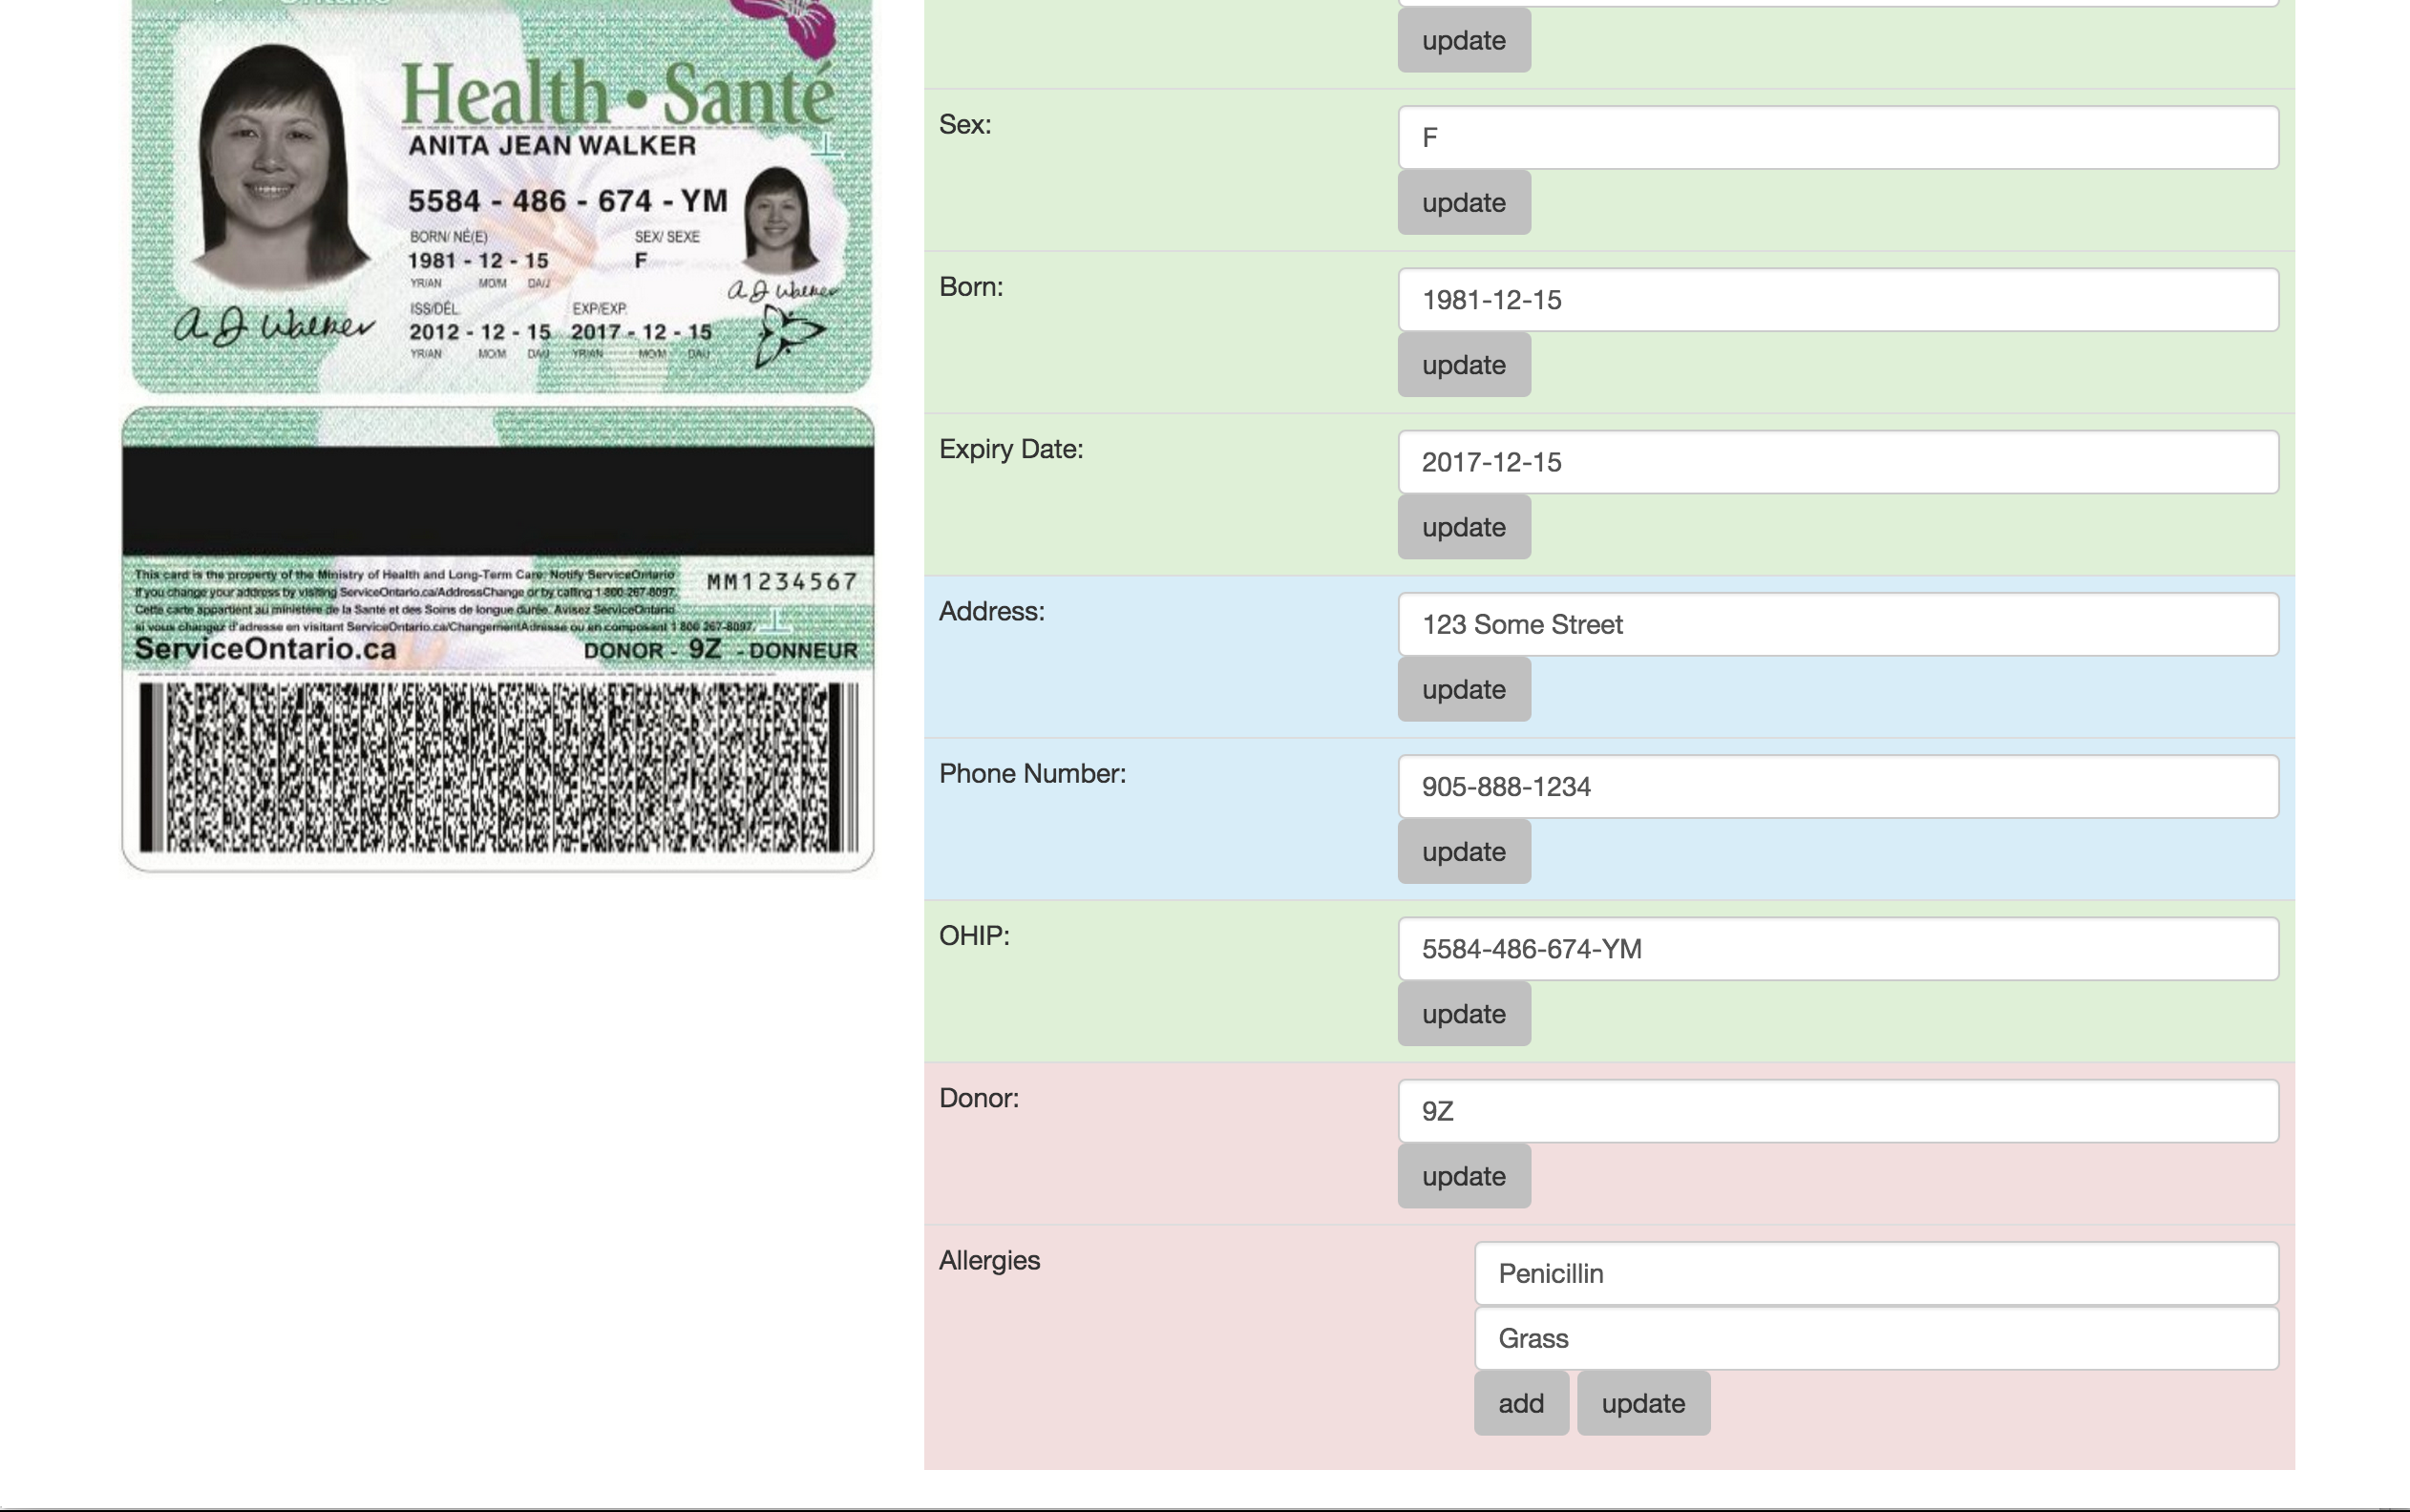 Health • Santé
ANITA JEAN WALKER
5584 - 486 - 674 - YM
BORN/ NÉ(E) SEX/ SEXE
1981 - 12 - 15 F
YR/AN MO/M DA/J
A J Walker
ISS/DÉL. EXP/EXP.
A J Walker
2012 - 12 - 15 2017 - 12 - 15
YR/AN MO/M DA/J YR/AN MO/M DA/J
This card is the property of the Ministry of Health and Long-Term Care. Notify ServiceOntario
MM1234567
if you change your address by visiting ServiceOntario.ca/AddressChange or by calling 1 800 267-8097.
Cette carte appartient au ministère de la Santé et des Soins de longue durée. Avisez ServiceOntario
si vous changez d'adresse en visitant ServiceOntario.ca/ChangementAdresse ou en composant 1 800 267-8097.
ServiceOntario.ca DONOR - 9Z - DONNEUR
update
Sex:
F
update
Born:
1981-12-15
update
Expiry Date:
2017-12-15
update
Address:
123 Some Street
update
Phone Number:
905-888-1234
update
OHIP:
5584-486-674-YM
update
Donor:
9Z
update
Allergies
Penicillin
Grass
add update